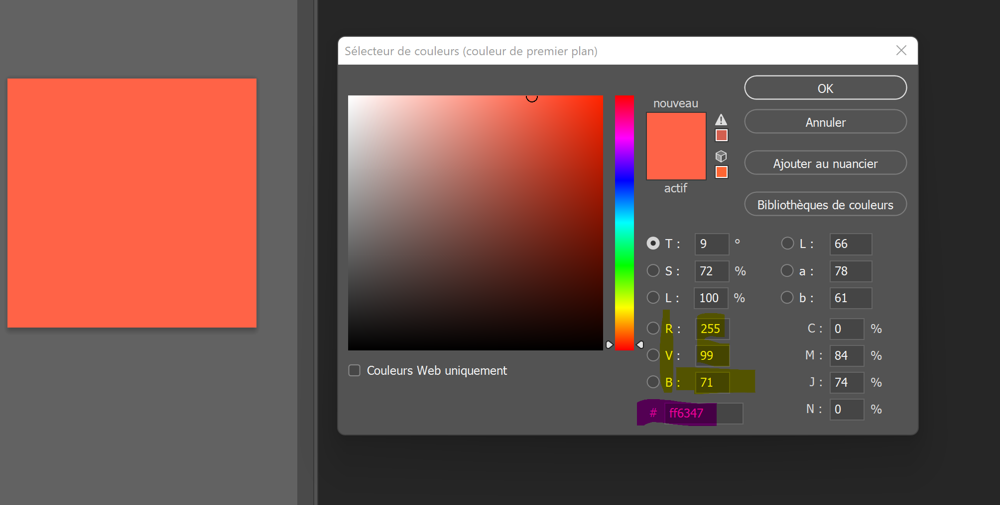 Sélecteur de couleurs (couleur de premier plan)
nouveau
actif
OK
Annuler
Ajouter au nuancier
Bibliothèques de couleurs
T : 9 ° L : 66
S : 72 % a : 78
L : 100 % b : 61
R : 255 C : 0 %
V : 99 M : 84 %
B : 71 J : 74 %
# ff6347 N : 0 %
Couleurs Web uniquement